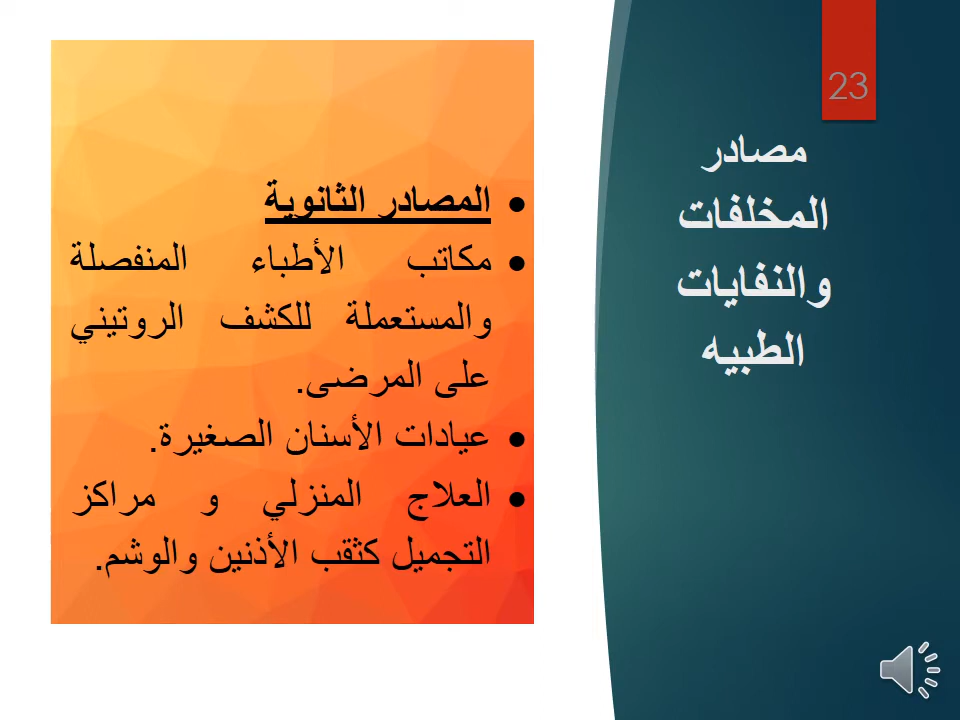 23
مصادر
المخلفات
والنفايات
الطبيه
• المصادر الثانوية
• مكاتب الأطباء المنفصلة
والمستعملة للكشف الروتيني
على المرضى.
• عيادات الأسنان الصغيرة.
• العلاج المنزلي و مراكز
التجميل كثقب الأذنين والوشم.